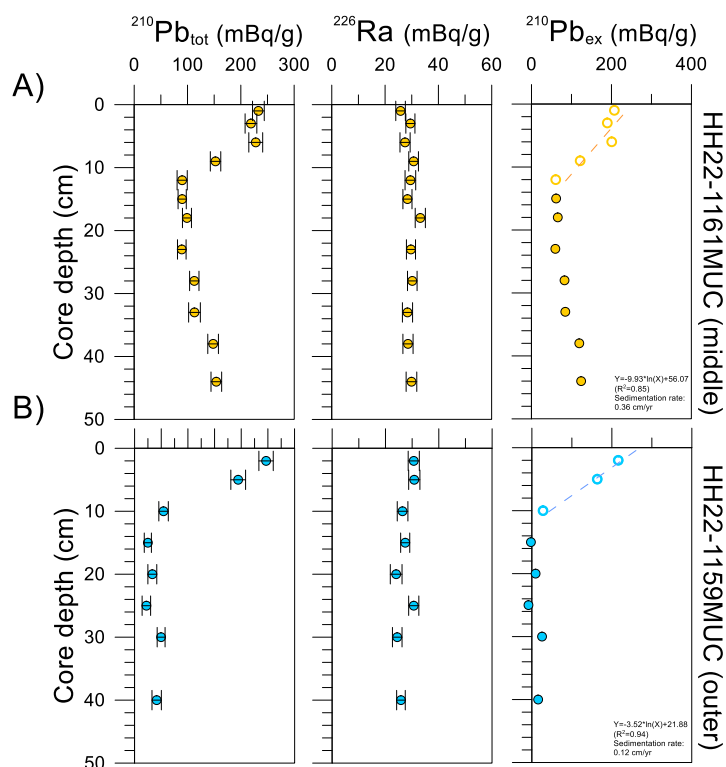 ²¹⁰Pb_tot (mBq/g)
²²⁶Ra (mBq/g)
²¹⁰Pb_ex (mBq/g)
0 100 200 300
0 20 40 60
0 200 400
A)
0
10
20
30
40
50
Core depth (cm)
HH22-1161MUC (middle)
Y=-9.93*ln(X)+56.07
(R²=0.85)
Sedimentation rate:
0.36 cm/yr
B)
0
10
20
30
40
50
Core depth (cm)
HH22-1159MUC (outer)
Y=-3.52*ln(X)+21.88
(R²=0.94)
Sedimentation rate:
0.12 cm/yr